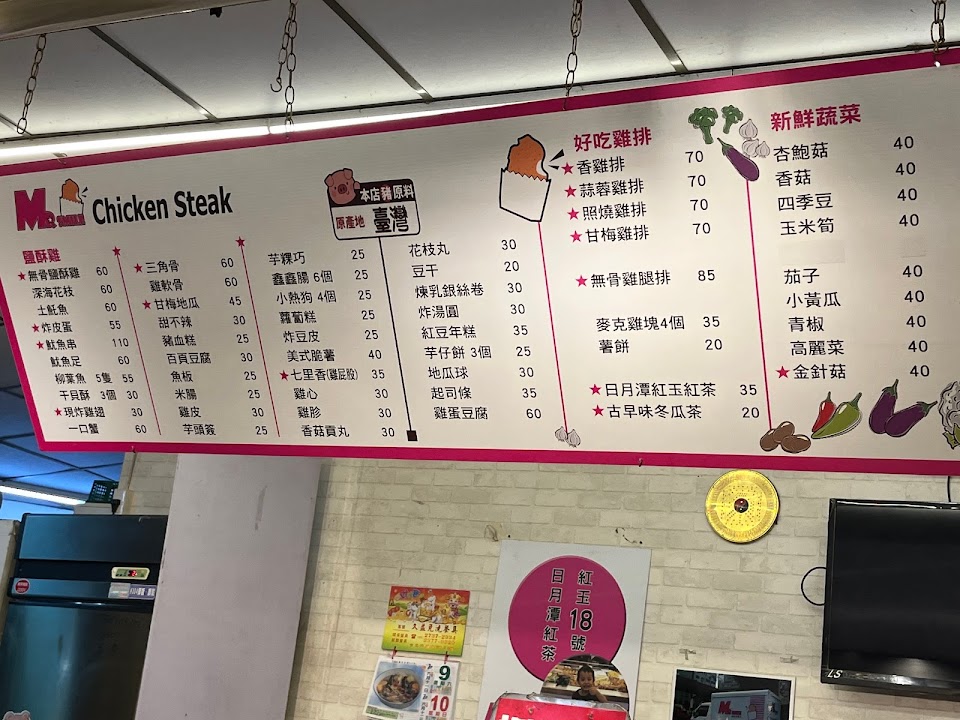 MR. SMILE Chicken Steak
本店豬原料
原產地 臺灣
鹽酥雞
★無骨鹽酥雞 60
深海花枝 60
土魠魚 60
★炸皮蛋 55
★魷魚串 110
魷魚足 60
柳葉魚 5隻 55
干貝酥 3個 30
★現炸雞翅 30
一口蟹 60
★三角骨 60
雞軟骨 60
★甘梅地瓜 45
甜不辣 30
豬血糕 25
百頁豆腐 30
魚板 25
米腸 25
雞皮 30
芋頭簽 25
芋粿巧 25
鑫鑫腸 6個 25
小熱狗 4個 25
蘿蔔糕 25
炸豆皮 25
美式脆薯 40
★七里香(雞屁股) 35
雞心 30
雞胗 30
香菇貢丸 30
花枝丸 30
豆干 20
煉乳銀絲卷 30
炸湯圓 30
紅豆年糕 35
芋仔餅 3個 25
地瓜球 30
起司條 35
雞蛋豆腐 60
好吃雞排
★香雞排 70
★蒜蓉雞排 70
★照燒雞排 70
★甘梅雞排 70
★無骨雞腿排 85
麥克雞塊4個 35
薯餅 20
★日月潭紅玉紅茶 35
★古早味冬瓜茶 20
新鮮蔬菜
杏鮑菇 40
香菇 40
四季豆 40
玉米筍 40
茄子 40
小黃瓜 40
青椒 40
高麗菜 40
★金針菇 40
紅玉18號
日月潭紅茶
9
10
LS